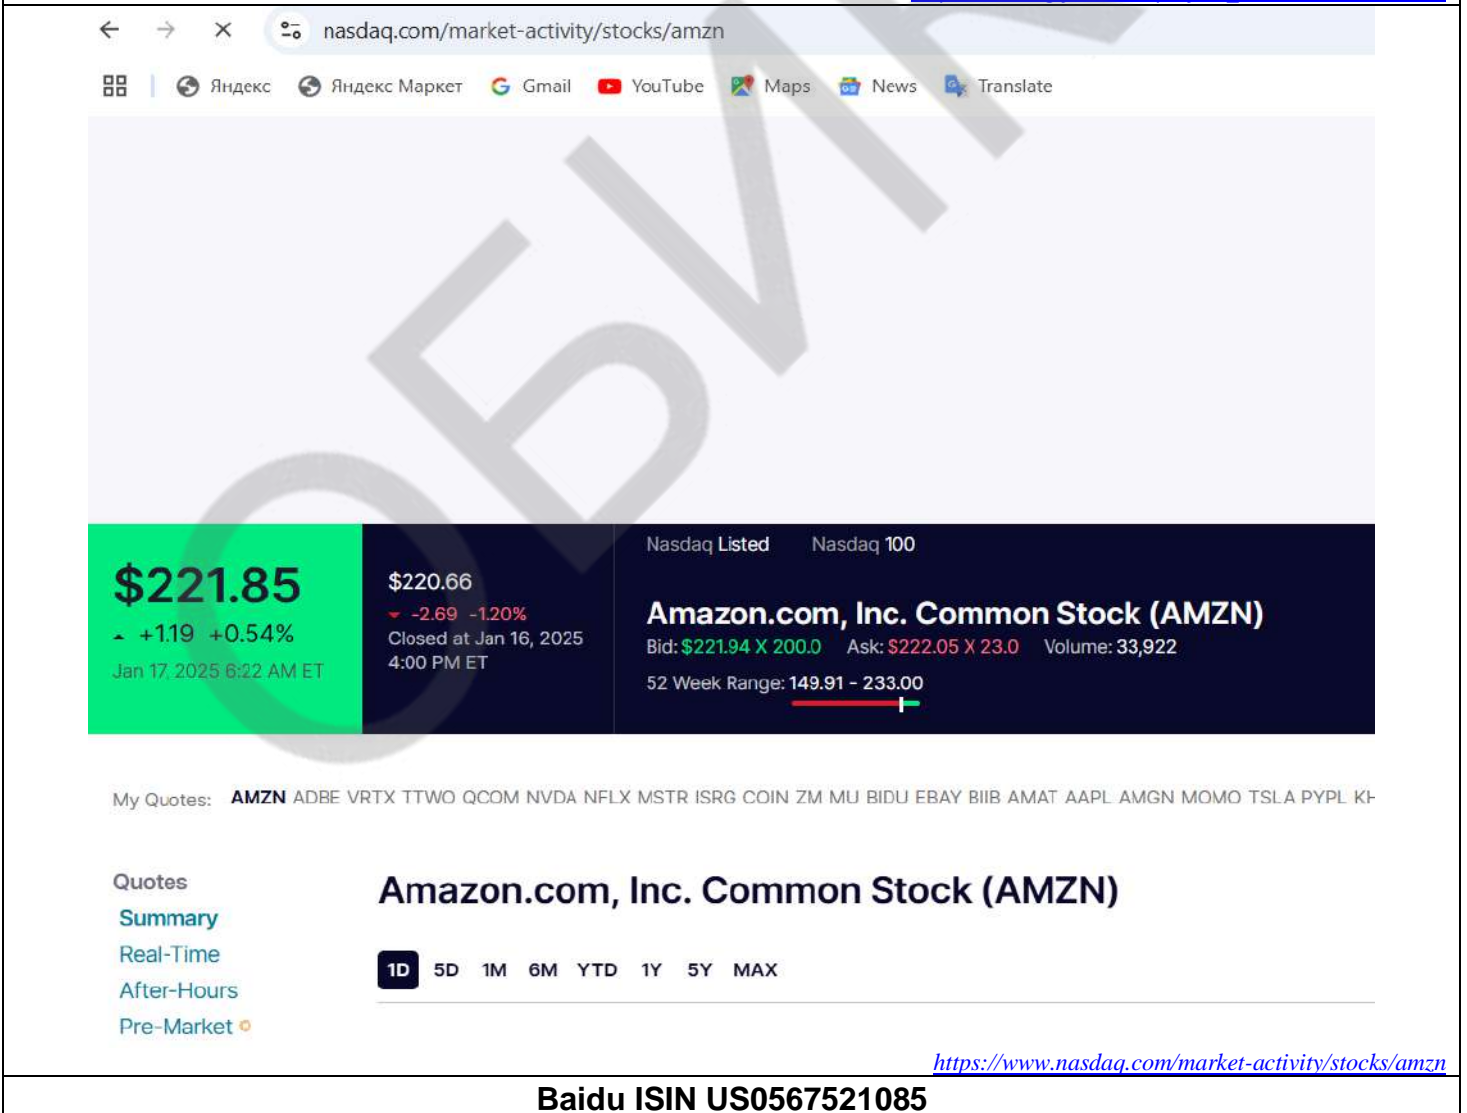 nasdaq.com/market-activity/stocks/amzn
Яндекс Яндекс Маркет Gmail YouTube Maps News Translate
ОБИ
Nasdaq Listed Nasdaq 100
$221.85
+1.19 +0.54%
Jan 17, 2025 6:22 AM ET
$220.66
-2.69 -1.20%
Closed at Jan 16, 2025
4:00 PM ET
Amazon.com, Inc. Common Stock (AMZN)
Bid: $221.94 X 200.0 Ask: $222.05 X 23.0 Volume: 33,922
52 Week Range: 149.91 - 233.00
My Quotes: AMZN ADBE VRTX TTWO QCOM NVDA NFLX MSTR ISRG COIN ZM MU BIDU EBAY BIIB AMAT AAPL AMGN MOMO TSLA PYPL
Quotes
Summary
Real-Time
After-Hours
Pre-Market
Amazon.com, Inc. Common Stock (AMZN)
1D 5D 1M 6M YTD 1Y 5Y MAX
https://www.nasdaq.com/market-activity/stocks/amzn
Baidu ISIN US0567521085